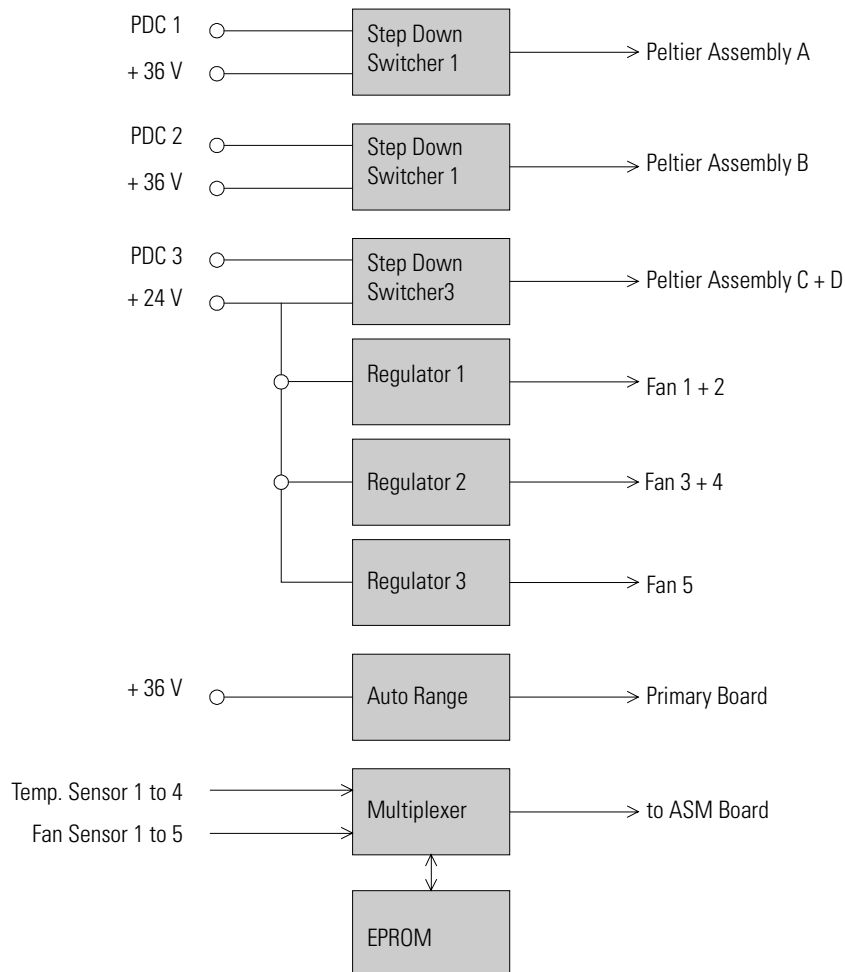 PDC 1
+ 36 V
Step Down
Switcher 1
Peltier Assembly A
PDC 2
+ 36 V
Step Down
Switcher 1
Peltier Assembly B
PDC 3
+ 24 V
Step Down
Switcher3
Peltier Assembly C + D
Regulator 1
Fan 1 + 2
Regulator 2
Fan 3 + 4
Regulator 3
Fan 5
+ 36 V
Auto Range
Primary Board
Temp. Sensor 1 to 4
Fan Sensor 1 to 5
Multiplexer
to ASM Board
EPROM